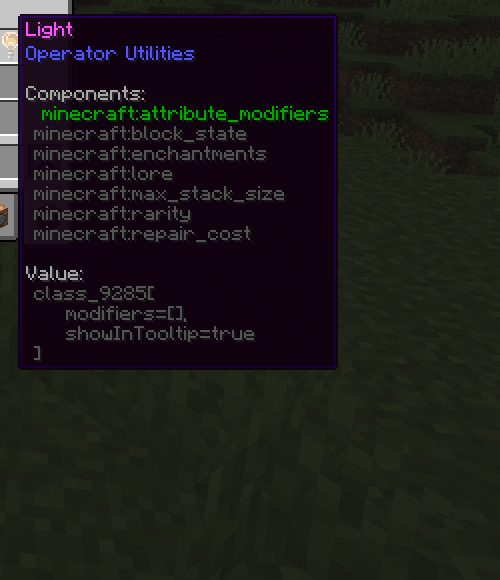 Light
Operator Utilities
Components:
minecraft:attribute_modifiers
minecraft:block_state
minecraft:enchantments
minecraft:lore
minecraft:max_stack_size
minecraft:rarity
minecraft:repair_cost
Value:
class_9285[
modifiers=[],
showInTooltip=true
]